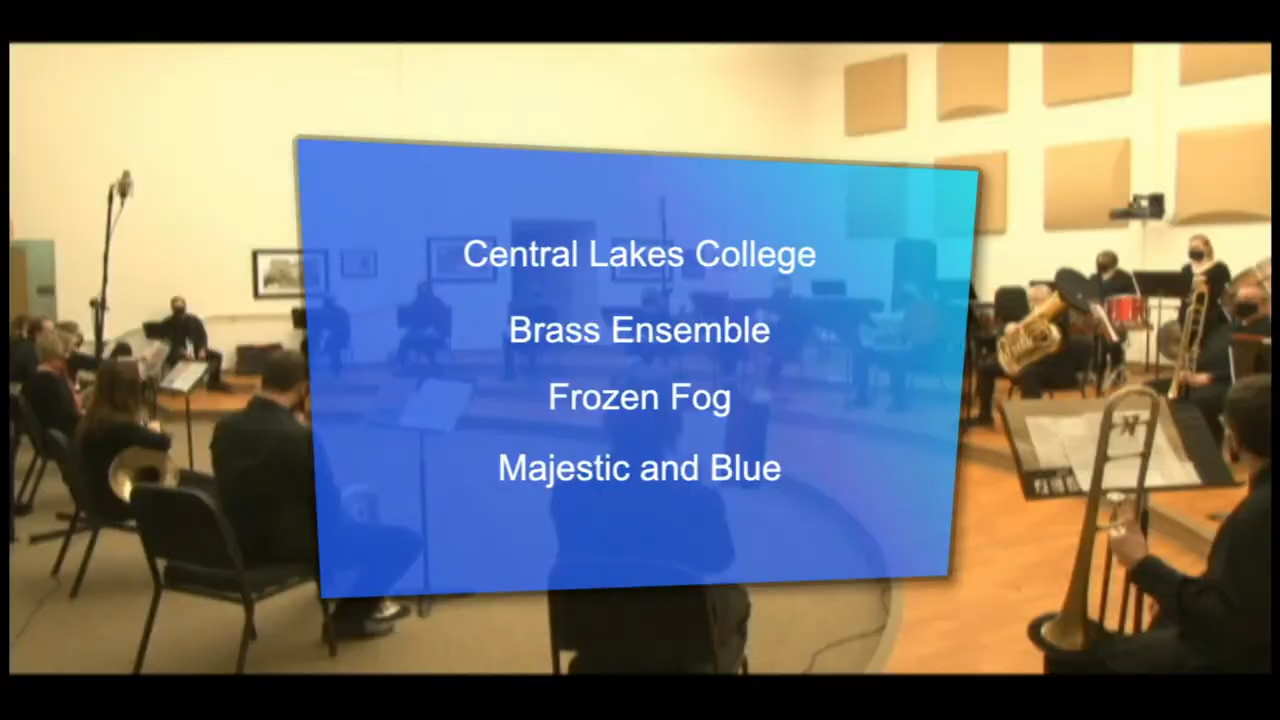 Central Lakes College
Brass Ensemble
Frozen Fog
Majestic and Blue